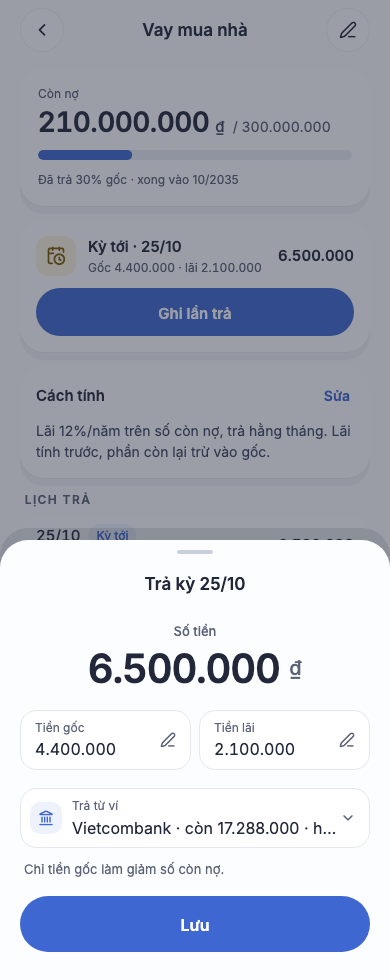 Vay mua nhà
Còn nợ
210.000.000 ₫ / 300.000.000
Đã trả 30% gốc · xong vào 10/2035
Kỳ tới · 25/10
6.500.000
Gốc 4.400.000 · lãi 2.100.000
Ghi lần trả
Cách tính
Sửa
Lãi 12%/năm trên số còn nợ, trả hằng tháng. Lãi
tính trước, phần còn lại trừ vào gốc.
LỊCH TRẢ
25/10 Kỳ tới
Trả kỳ 25/10
Số tiền
6.500.000 ₫
Tiền gốc
4.400.000
Tiền lãi
2.100.000
Trả từ ví
Vietcombank · còn 17.288.000 · h...
Chỉ tiền gốc làm giảm số còn nợ.
Lưu